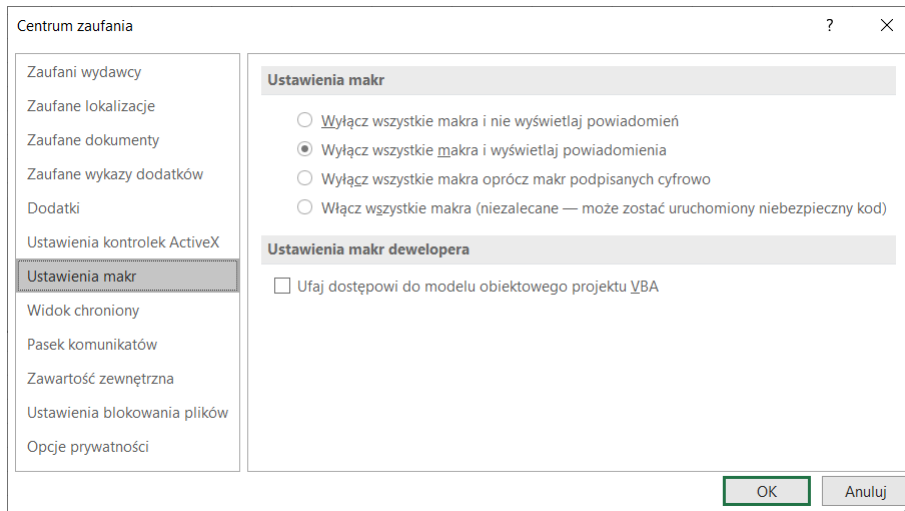 Centrum zaufania
?
Zaufani wydawcy
Zaufane lokalizacje
Zaufane dokumenty
Zaufane wykazy dodatków
Dodatki
Ustawienia kontrolek ActiveX
Ustawienia makr
Widok chroniony
Pasek komunikatów
Zawartość zewnętrzna
Ustawienia blokowania plików
Opcje prywatności
Ustawienia makr
Wyłącz wszystkie makra i nie wyświetlaj powiadomień
Wyłącz wszystkie makra i wyświetlaj powiadomienia
Wyłącz wszystkie makra oprócz makr podpisanych cyfrowo
Włącz wszystkie makra (niezalecane — może zostać uruchomiony niebezpieczny kod)
Ustawienia makr dewelopera
Ufaj dostępowi do modelu obiektowego projektu VBA
OK
Anuluj